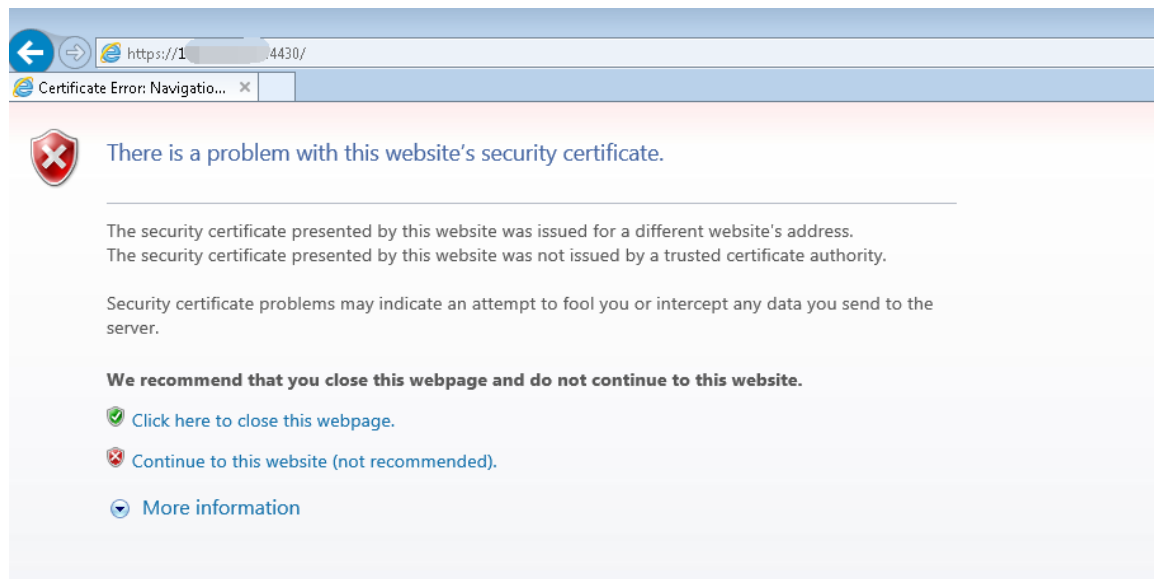 https://1 4430/
Certificate Error: Navigatio...
There is a problem with this website's security certificate.
The security certificate presented by this website was issued for a different website's address.
The security certificate presented by this website was not issued by a trusted certificate authority.
Security certificate problems may indicate an attempt to fool you or intercept any data you send to the
server.
We recommend that you close this webpage and do not continue to this website.
Click here to close this webpage.
Continue to this website (not recommended).
More information